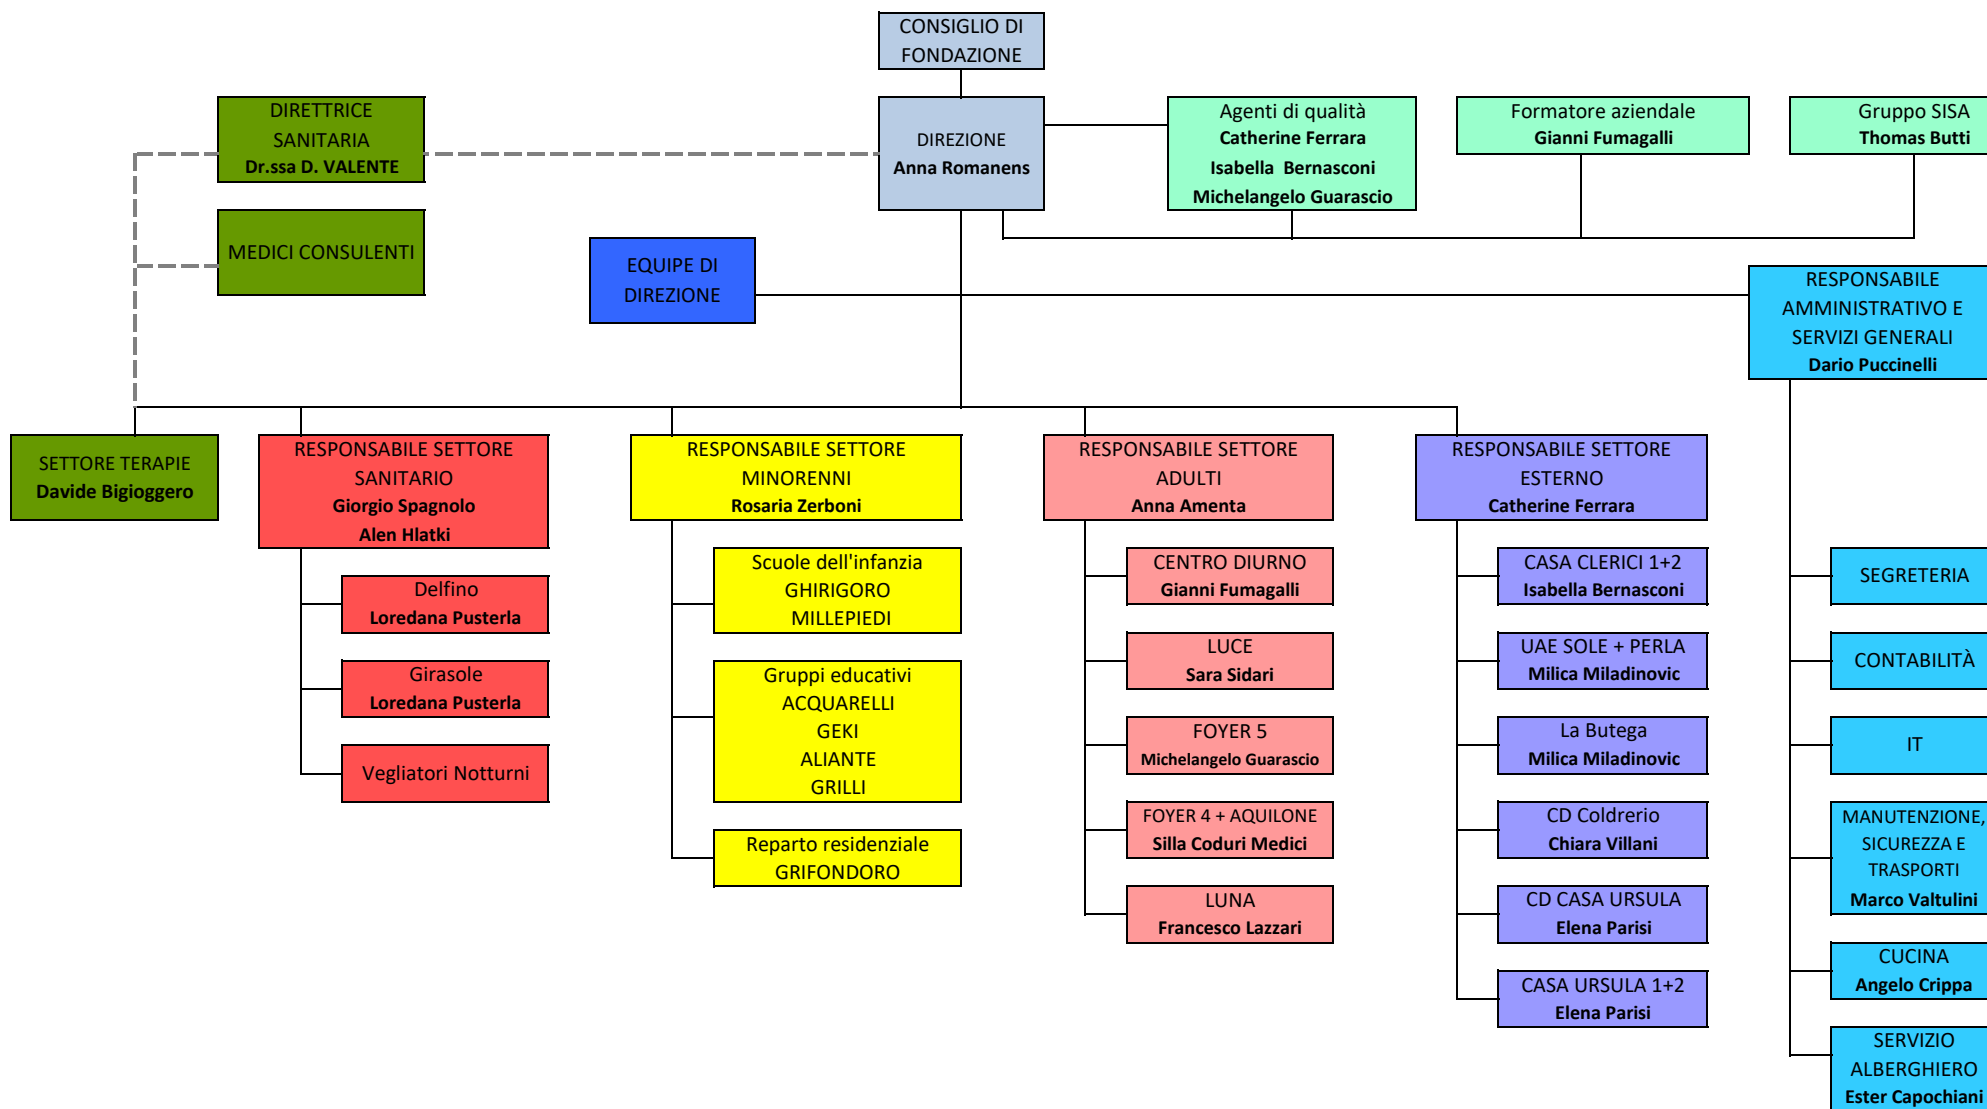 CONSIGLIO DI
FONDAZIONE
DIRETTRICE
SANITARIA
Dr.ssa D. VALENTE
DIREZIONE
Anna Romanens
Agenti di qualità
Catherine Ferrara
Isabella Bernasconi
Michelangelo Guarascio
Formatore aziendale
Gianni Fumagalli
Gruppo SISA
Thomas Butti
MEDICI CONSULENTI
EQUIPE DI
DIREZIONE
RESPONSABILE
AMMINISTRATIVO E
SERVIZI GENERALI
Dario Puccinelli
SETTORE TERAPIE
Davide Bigioggero
RESPONSABILE SETTORE
SANITARIO
Giorgio Spagnolo
Alen Hlatki
RESPONSABILE SETTORE
MINORENNI
Rosaria Zerboni
RESPONSABILE SETTORE
ADULTI
Anna Amenta
RESPONSABILE SETTORE
ESTERNO
Catherine Ferrara
Delfino
Loredana Pusterla
Girasole
Loredana Pusterla
Vegliatori Notturni
Scuole dell'infanzia
GHIRIGORO
MILLEPIEDI
Gruppi educativi
ACQUARELLI
GEKI
ALIANTE
GRILLI
Reparto residenziale
GRIFONDORO
CENTRO DIURNO
Gianni Fumagalli
LUCE
Sara Sidari
FOYER 5
Michelangelo Guarascio
FOYER 4 + AQUILONE
Silla Coduri Medici
LUNA
Francesco Lazzari
CASA CLERICI 1+2
Isabella Bernasconi
UAE SOLE + PERLA
Milica Miladinovic
La Butega
Milica Miladinovic
CD Coldrerio
Chiara Villani
CD CASA URSULA
Elena Parisi
CASA URSULA 1+2
Elena Parisi
SEGRETERIA
CONTABILITÀ
IT
MANUTENZIONE,
SICUREZZA E
TRASPORTI
Marco Valtulini
CUCINA
Angelo Crippa
SERVIZIO
ALBERGHIERO
Ester Capochiani